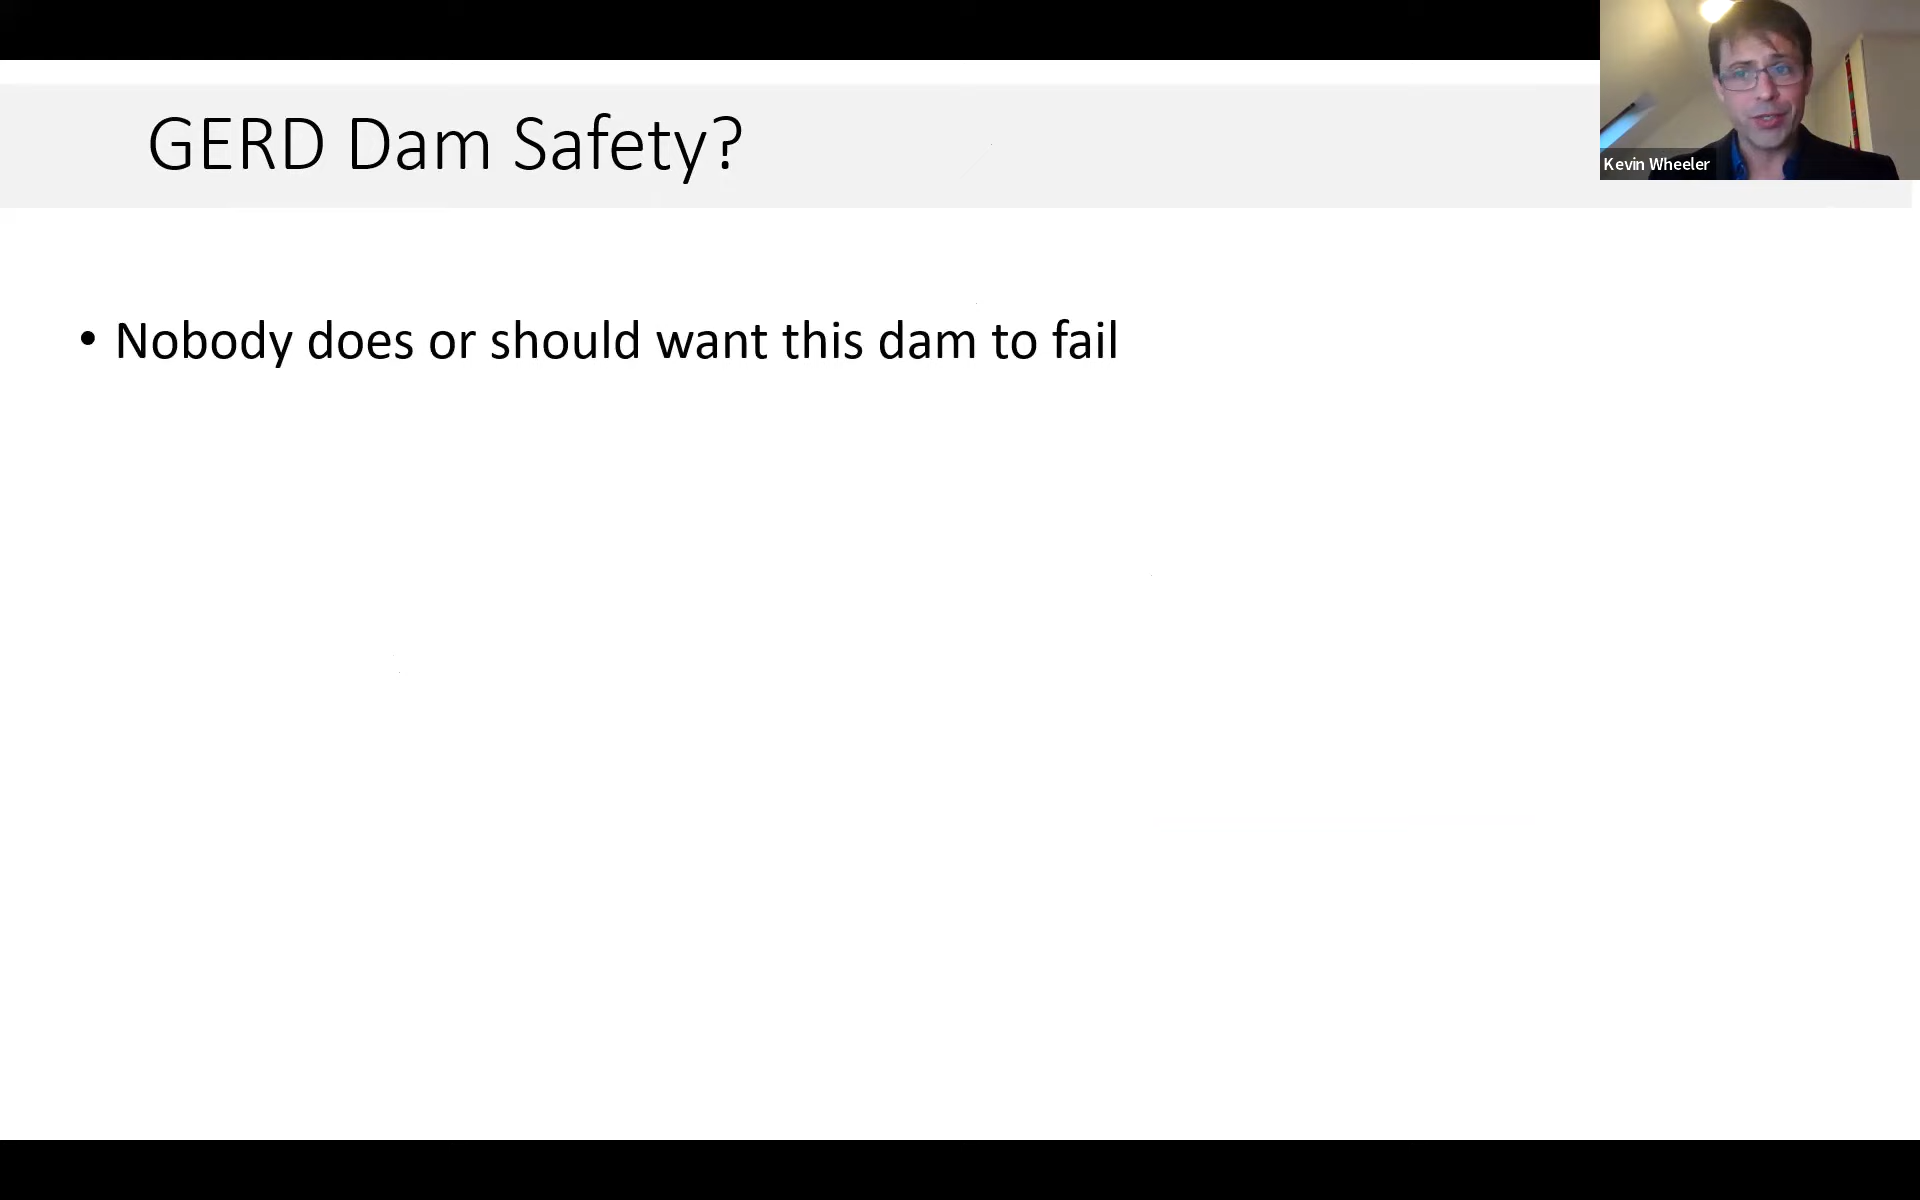 GERD Dam Safety?
Kevin Wheeler
• Nobody does or should want this dam to fail